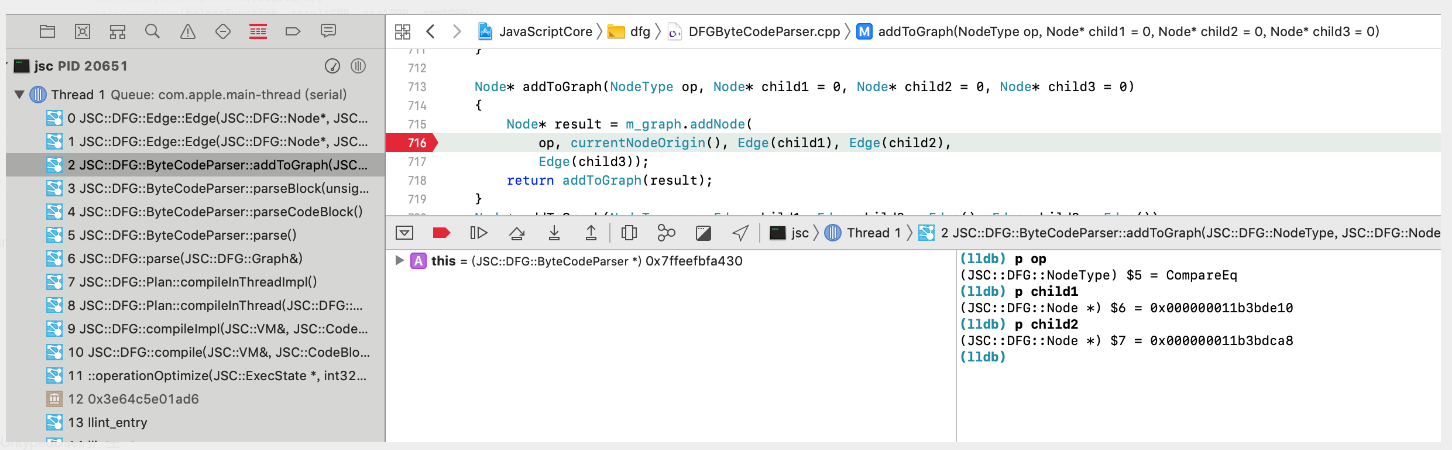 JavaScriptCore 〉 dfg 〉 DFGByteCodeParser.cpp 〉 M addToGraph(NodeType op, Node* child1 = 0, Node* child2 = 0, Node* child3 = 0)
jsc PID 20651
Thread 1 Queue: com.apple.main-thread (serial)
0 JSC::DFG::Edge::Edge(JSC::DFG::Node*, JSC...
1 JSC::DFG::Edge::Edge(JSC::DFG::Node*, JSC...
2 JSC::DFG::ByteCodeParser::addToGraph(JSC...
3 JSC::DFG::ByteCodeParser::parseBlock(unsig...
4 JSC::DFG::ByteCodeParser::parseCodeBlock()
5 JSC::DFG::ByteCodeParser::parse()
6 JSC::DFG::parse(JSC::DFG::Graph&)
7 JSC::DFG::Plan::compileInThreadImpl()
8 JSC::DFG::Plan::compileInThread(JSC::DFG::...
9 JSC::DFG::compileImpl(JSC::VM&, JSC::Code...
10 JSC::DFG::compile(JSC::VM&, JSC::CodeBlo...
11 ::operationOptimize(JSC::ExecState *, int32...
12 0x3e64c5e01ad6
13 llint_entry
711 }
712
713 Node* addToGraph(NodeType op, Node* child1 = 0, Node* child2 = 0, Node* child3 = 0)
714 {
715 Node* result = m_graph.addNode(
716 op, currentNodeOrigin(), Edge(child1), Edge(child2),
717 Edge(child3));
718 return addToGraph(result);
719 }
jsc 〉 Thread 1 〉 2 JSC::DFG::ByteCodeParser::addToGraph(JSC::DFG::NodeType, JSC::DFG::Node
A this = (JSC::DFG::ByteCodeParser *) 0x7ffeefbfa430
(lldb) p op
(JSC::DFG::NodeType) $5 = CompareEq
(lldb) p child1
(JSC::DFG::Node *) $6 = 0x000000011b3bde10
(lldb) p child2
(JSC::DFG::Node *) $7 = 0x000000011b3bdca8
(lldb)